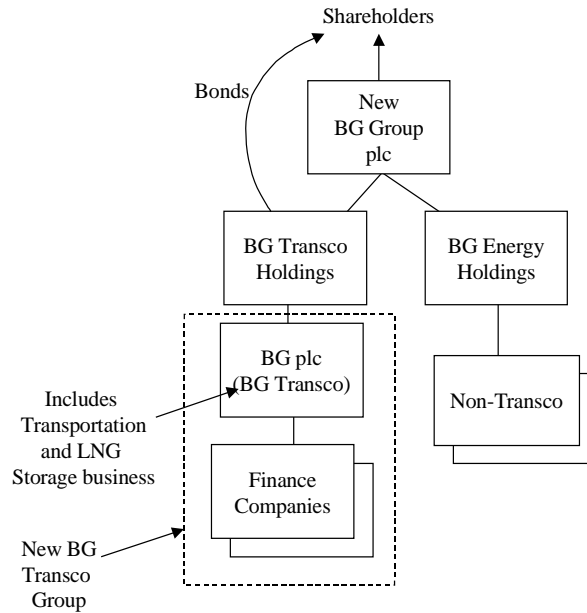 Shareholders
Bonds
New
BG Group
plc
BG Transco
Holdings
BG Energy
Holdings
BG plc
(BG Transco)
Non-Transco
Includes
Transportation
and LNG
Storage business
Finance
Companies
New BG
Transco
Group